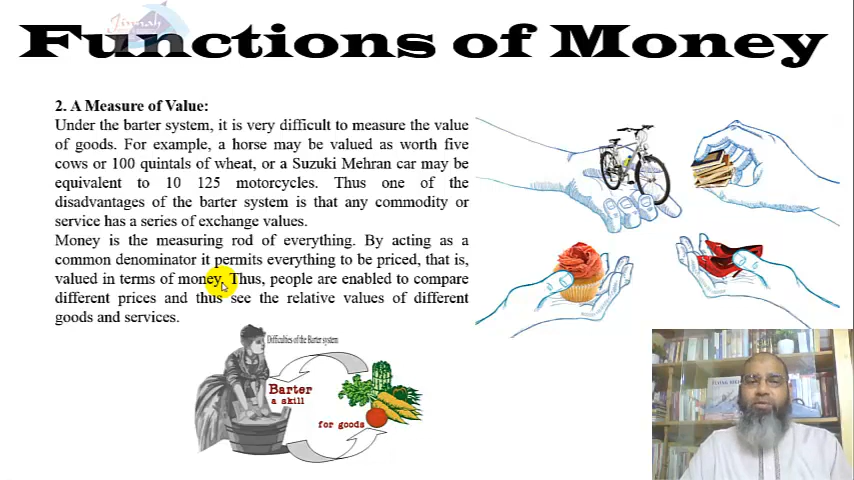 Jinnah
Functions of Money
2. A Measure of Value:
Under the barter system, it is very difficult to measure the value
of goods. For example, a horse may be valued as worth five
cows or 100 quintals of wheat, or a Suzuki Mehran car may be
equivalent to 10 125 motorcycles. Thus one of the
disadvantages of the barter system is that any commodity or
service has a series of exchange values.
Money is the measuring rod of everything. By acting as a
common denominator it permits everything to be priced, that is,
valued in terms of money. Thus, people are enabled to compare
different prices and thus see the relative values of different
goods and services.
Difficulties of the Barter system
Barter
a skill
for goods